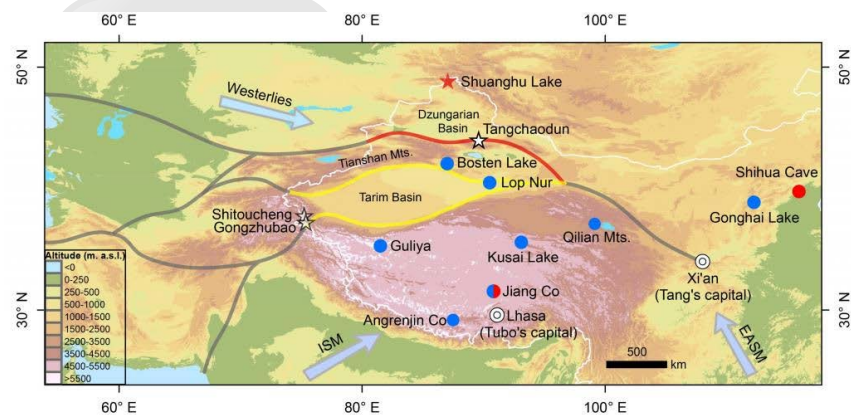 60° E
80° E
100° E
50° N
50° N
Westerlies
Shuanghu Lake
Dzungarian
Basin
Tangchaodun
Tianshan Mts.
Bosten Lake
Lop Nur
Shihua Cave
Tarim Basin
Gonghai Lake
Shitoucheng
Gongzhubao
Qilian Mts.
Guliya
Kusai Lake
Altitude (m. a.s.l.)
<0
0-250
250-500
500-1000
1000-1500
1500-2500
2500-3500
3500-4500
4500-5500
>5500
Xi'an
(Tang's capital)
Jiang Co
30° N
30° N
Angrenjin Co
Lhasa
(Tubo's capital)
ISM
EASM
500
km
60° E
80° E
100° E